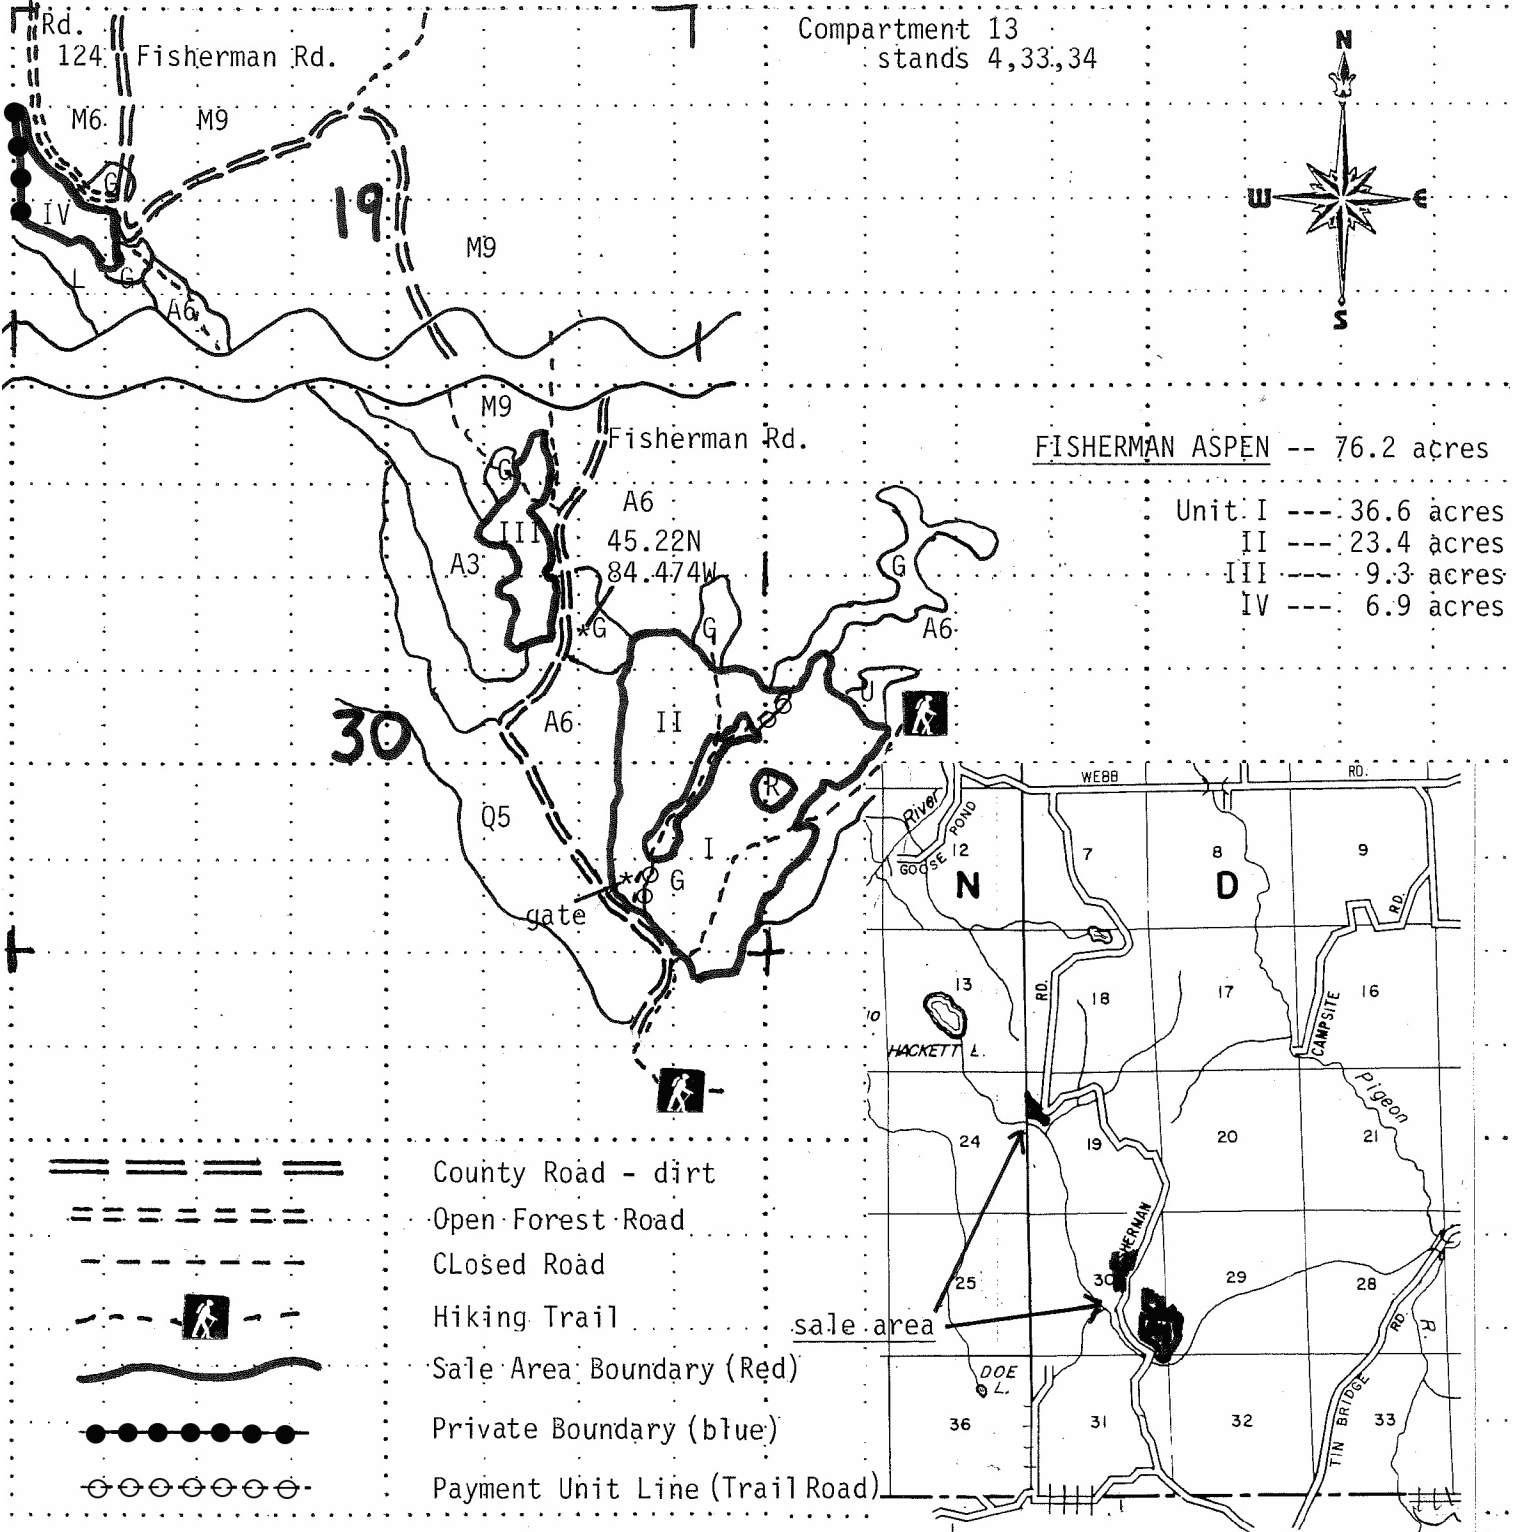 Rd.
124 Fisherman Rd.
Compartment 13
stands 4,33,34
N
M6 M9
G
W E
IV
19
M9
L G
A6
S
M9
Fisherman Rd.
FISHERMAN ASPEN -- 76.2 acres
G
A6
Unit I --- 36.6 acres
III
45.22N
II --- 23.4 acres
A3
84.474W
G
III --- 9.3 acres
IV --- 6.9 acres
*G
G
A6
U
30
A6
II
R
Q5
I
* G
gate
WEBB RD.
River
GOOSE POND
12
7
8
9
N
D
RD.
13
RD.
18
17
16
10
HACKETT L.
CAMPSITE
Pigeon
24
19
20
21
County Road - dirt
Open Forest Road
SHERMAN
CLosed Road
25
30
29
28
Hiking Trail
sale area
RD.
R.
Sale Area Boundary (Red)
DOE
L.
TIN BRIDGE
Private Boundary (blue)
36
31
32
33
Payment Unit Line (Trail Road)